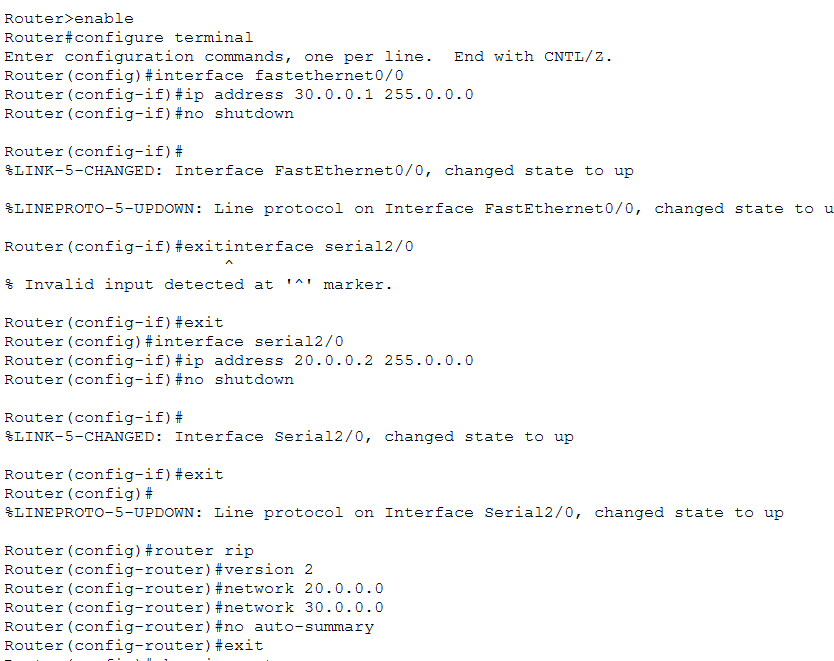 Router>enable
Router#configure terminal
Enter configuration commands, one per line.  End with CNTL/Z.
Router(config)#interface fastethernet0/0
Router(config-if)#ip address 30.0.0.1 255.0.0.0
Router(config-if)#no shutdown
Router(config-if)#
%LINK-5-CHANGED: Interface FastEthernet0/0, changed state to up
%LINEPROTO-5-UPDOWN: Line protocol on Interface FastEthernet0/0, changed state to u
Router(config-if)#exitinterface serial2/0
^
% Invalid input detected at '^' marker.
Router(config-if)#exit
Router(config)#interface serial2/0
Router(config-if)#ip address 20.0.0.2 255.0.0.0
Router(config-if)#no shutdown
Router(config-if)#
%LINK-5-CHANGED: Interface Serial2/0, changed state to up
Router(config-if)#exit
Router(config)#
%LINEPROTO-5-UPDOWN: Line protocol on Interface Serial2/0, changed state to up
Router(config)#router rip
Router(config-router)#version 2
Router(config-router)#network 20.0.0.0
Router(config-router)#network 30.0.0.0
Router(config-router)#no auto-summary
Router(config-router)#exit